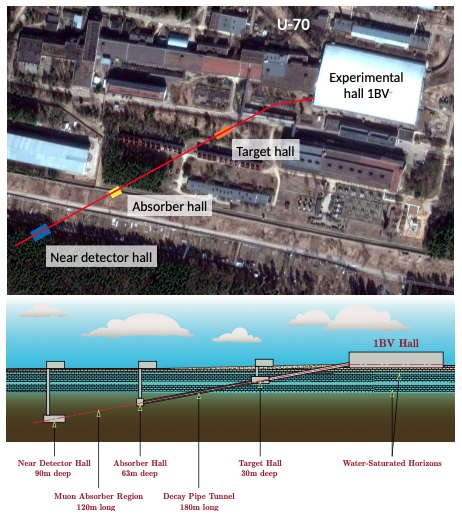 U-70
Experimental
hall 1BV
Target hall
Absorber hall
Near detector hall
1BV Hall
Near Detector Hall
90m deep
Absorber Hall
63m deep
Target Hall
30m deep
Water-Saturated Horizons
Muon Absorber Region
120m long
Decay Pipe Tunnel
180m long